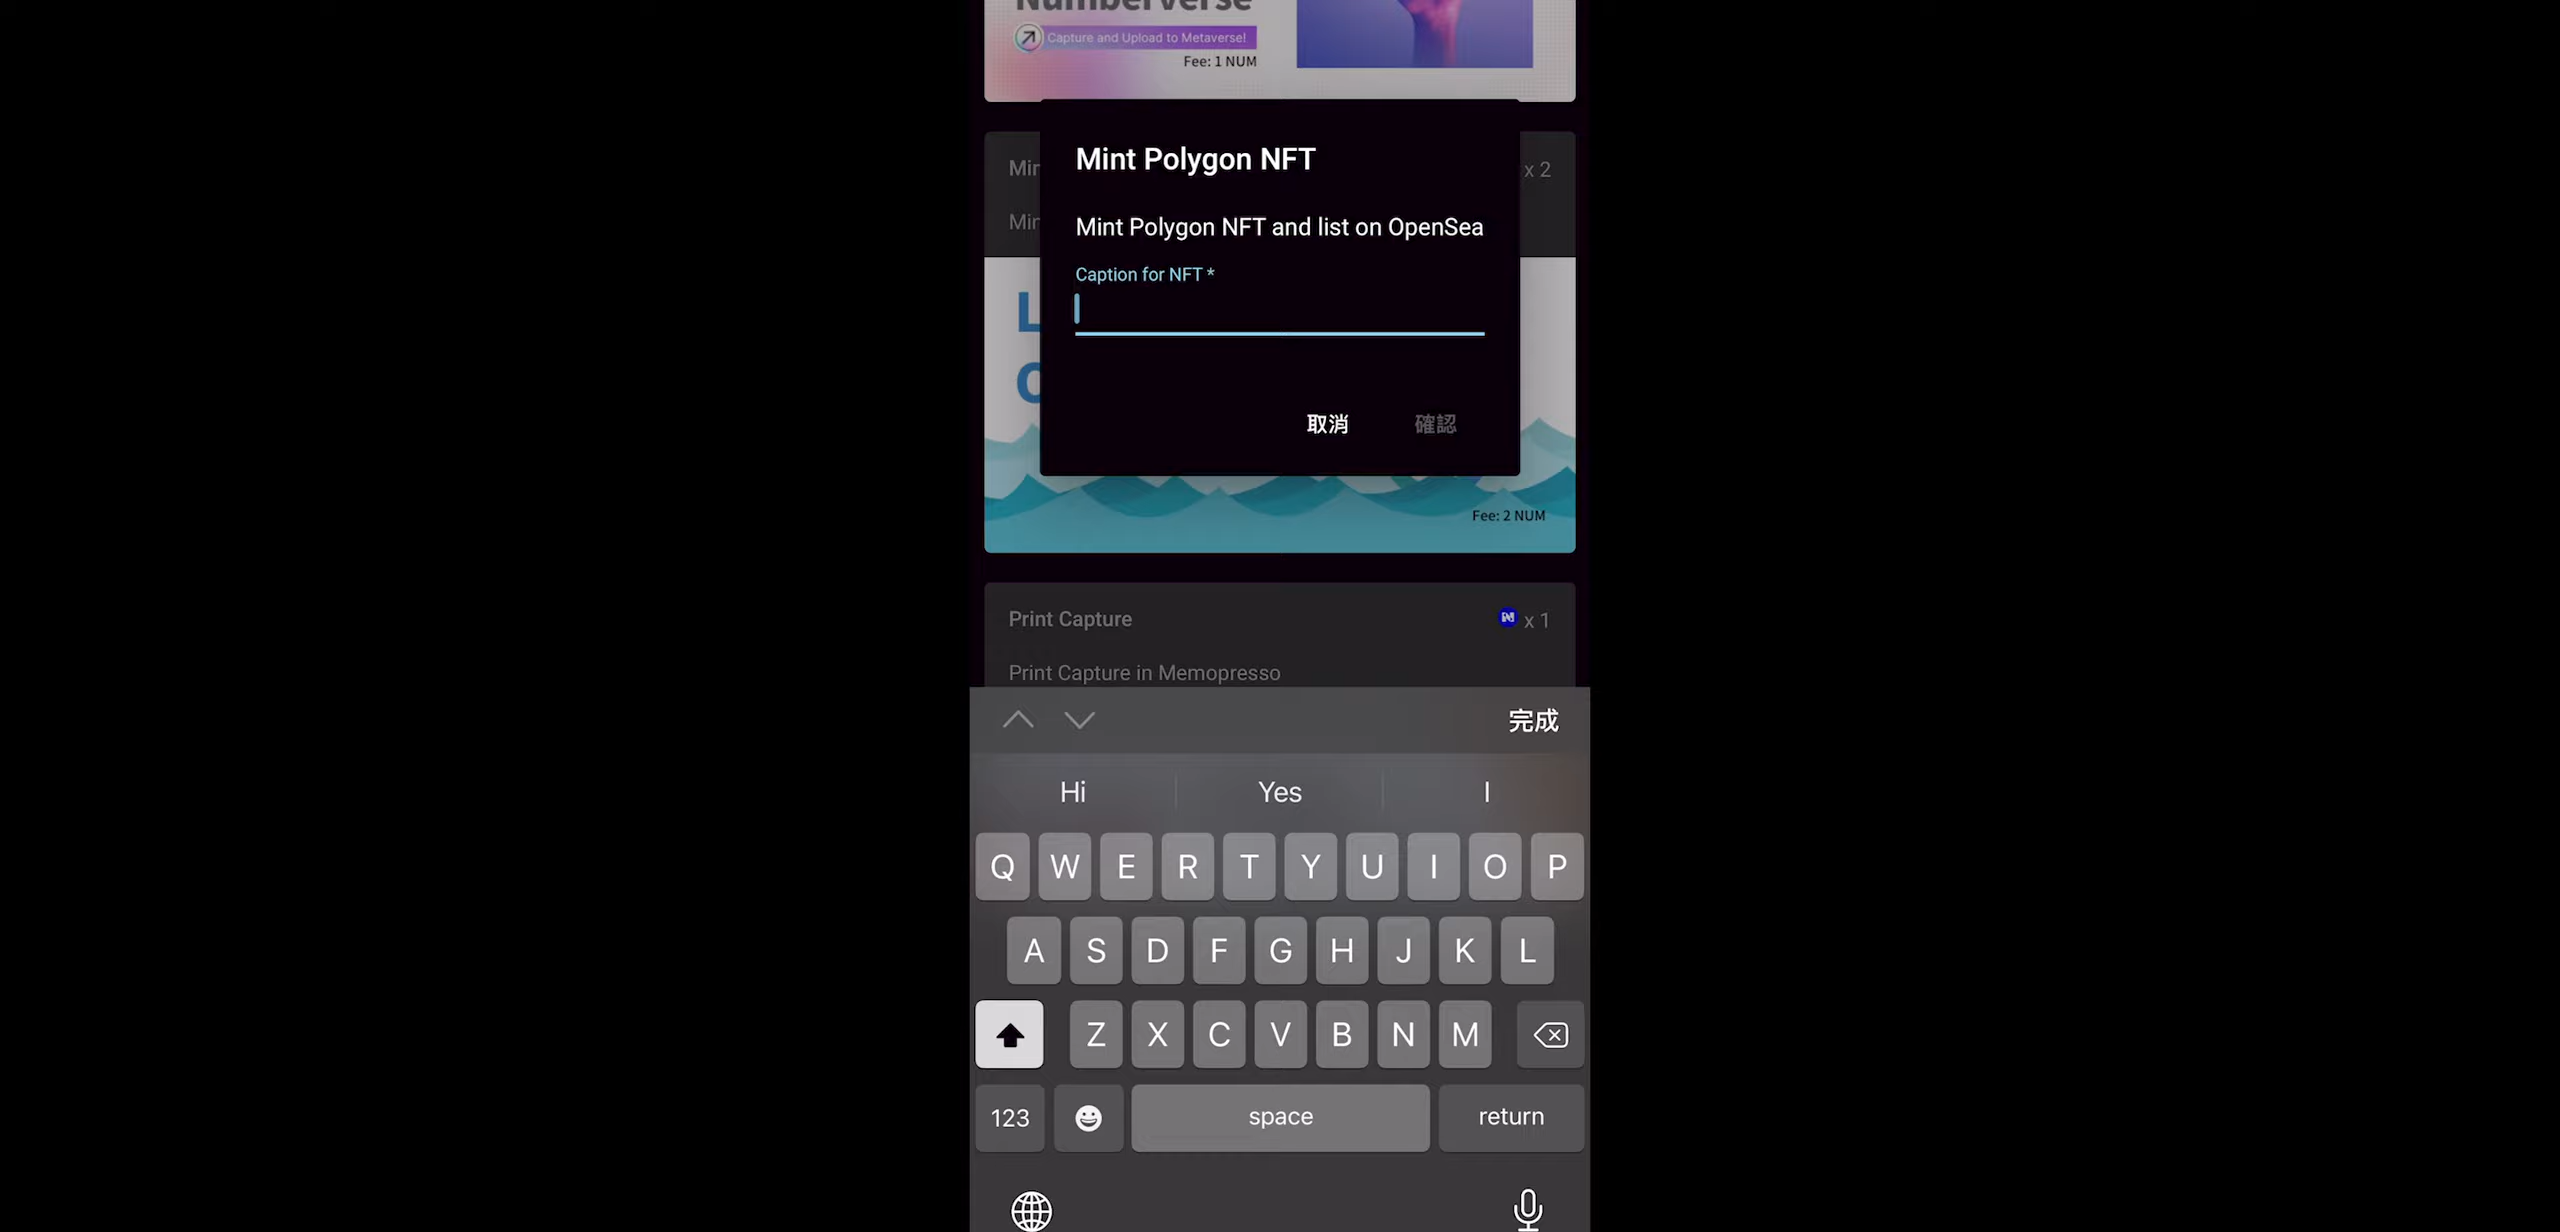 Numberverse
Capture and Upload to Metaverse!
Fee: 1 NUM
Mint Polygon NFT
x 2
Mint Polygon NFT and list on OpenSea
Caption for NFT *
取消
確認
Fee: 2 NUM
Print Capture
x 1
Print Capture in Memopresso
完成
Hi
Yes
I
Q W E R T Y U I O P
A S D F G H J K L
Z X C V B N M
123
space
return